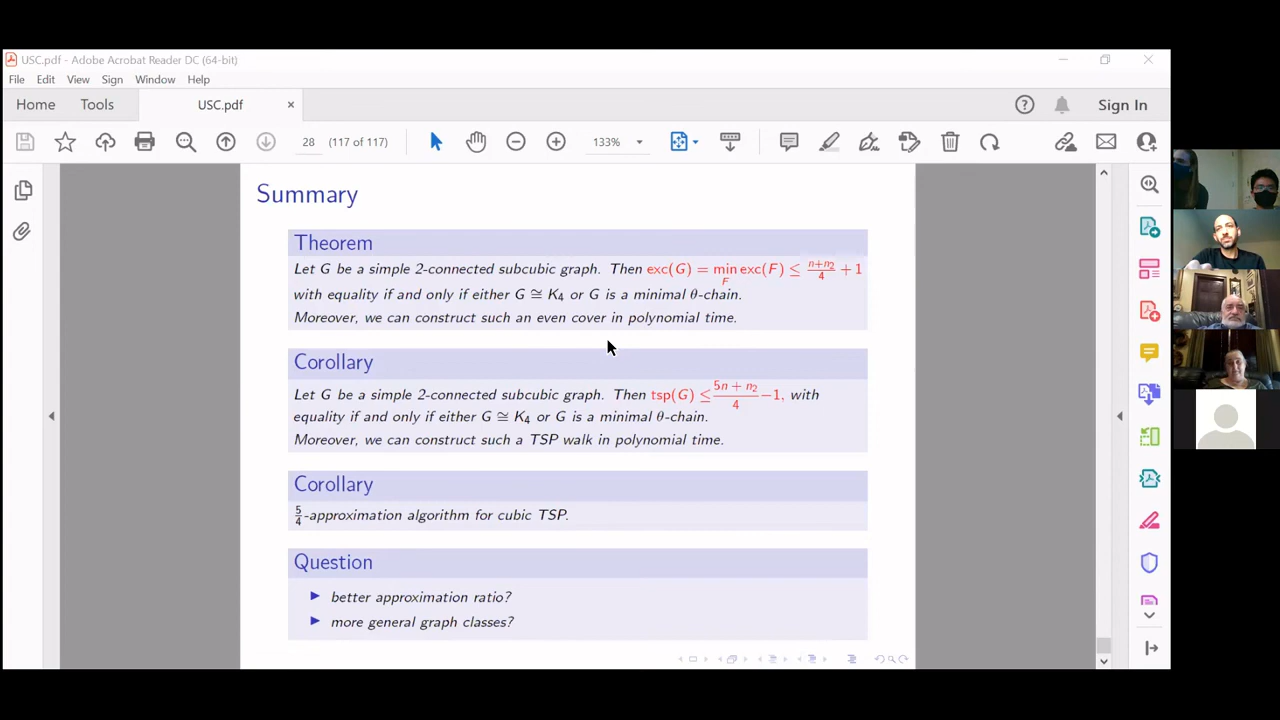 USC.pdf - Adobe Acrobat Reader DC (64-bit)
File Edit View Sign Window Help
Home Tools USC.pdf × Sign In
28 (117 of 117) 133%
Summary
Theorem
Let G be a simple 2-connected subcubic graph. Then exc(G) = min_F exc(F) ≤ (n+n₂)/4 + 1
with equality if and only if either G ≅ K₄ or G is a minimal θ-chain.
Moreover, we can construct such an even cover in polynomial time.
Corollary
Let G be a simple 2-connected subcubic graph. Then tsp(G) ≤ (5n + n₂)/4 − 1, with
equality if and only if either G ≅ K₄ or G is a minimal θ-chain.
Moreover, we can construct such a TSP walk in polynomial time.
Corollary
5/4-approximation algorithm for cubic TSP.
Question
▶ better approximation ratio?
▶ more general graph classes?